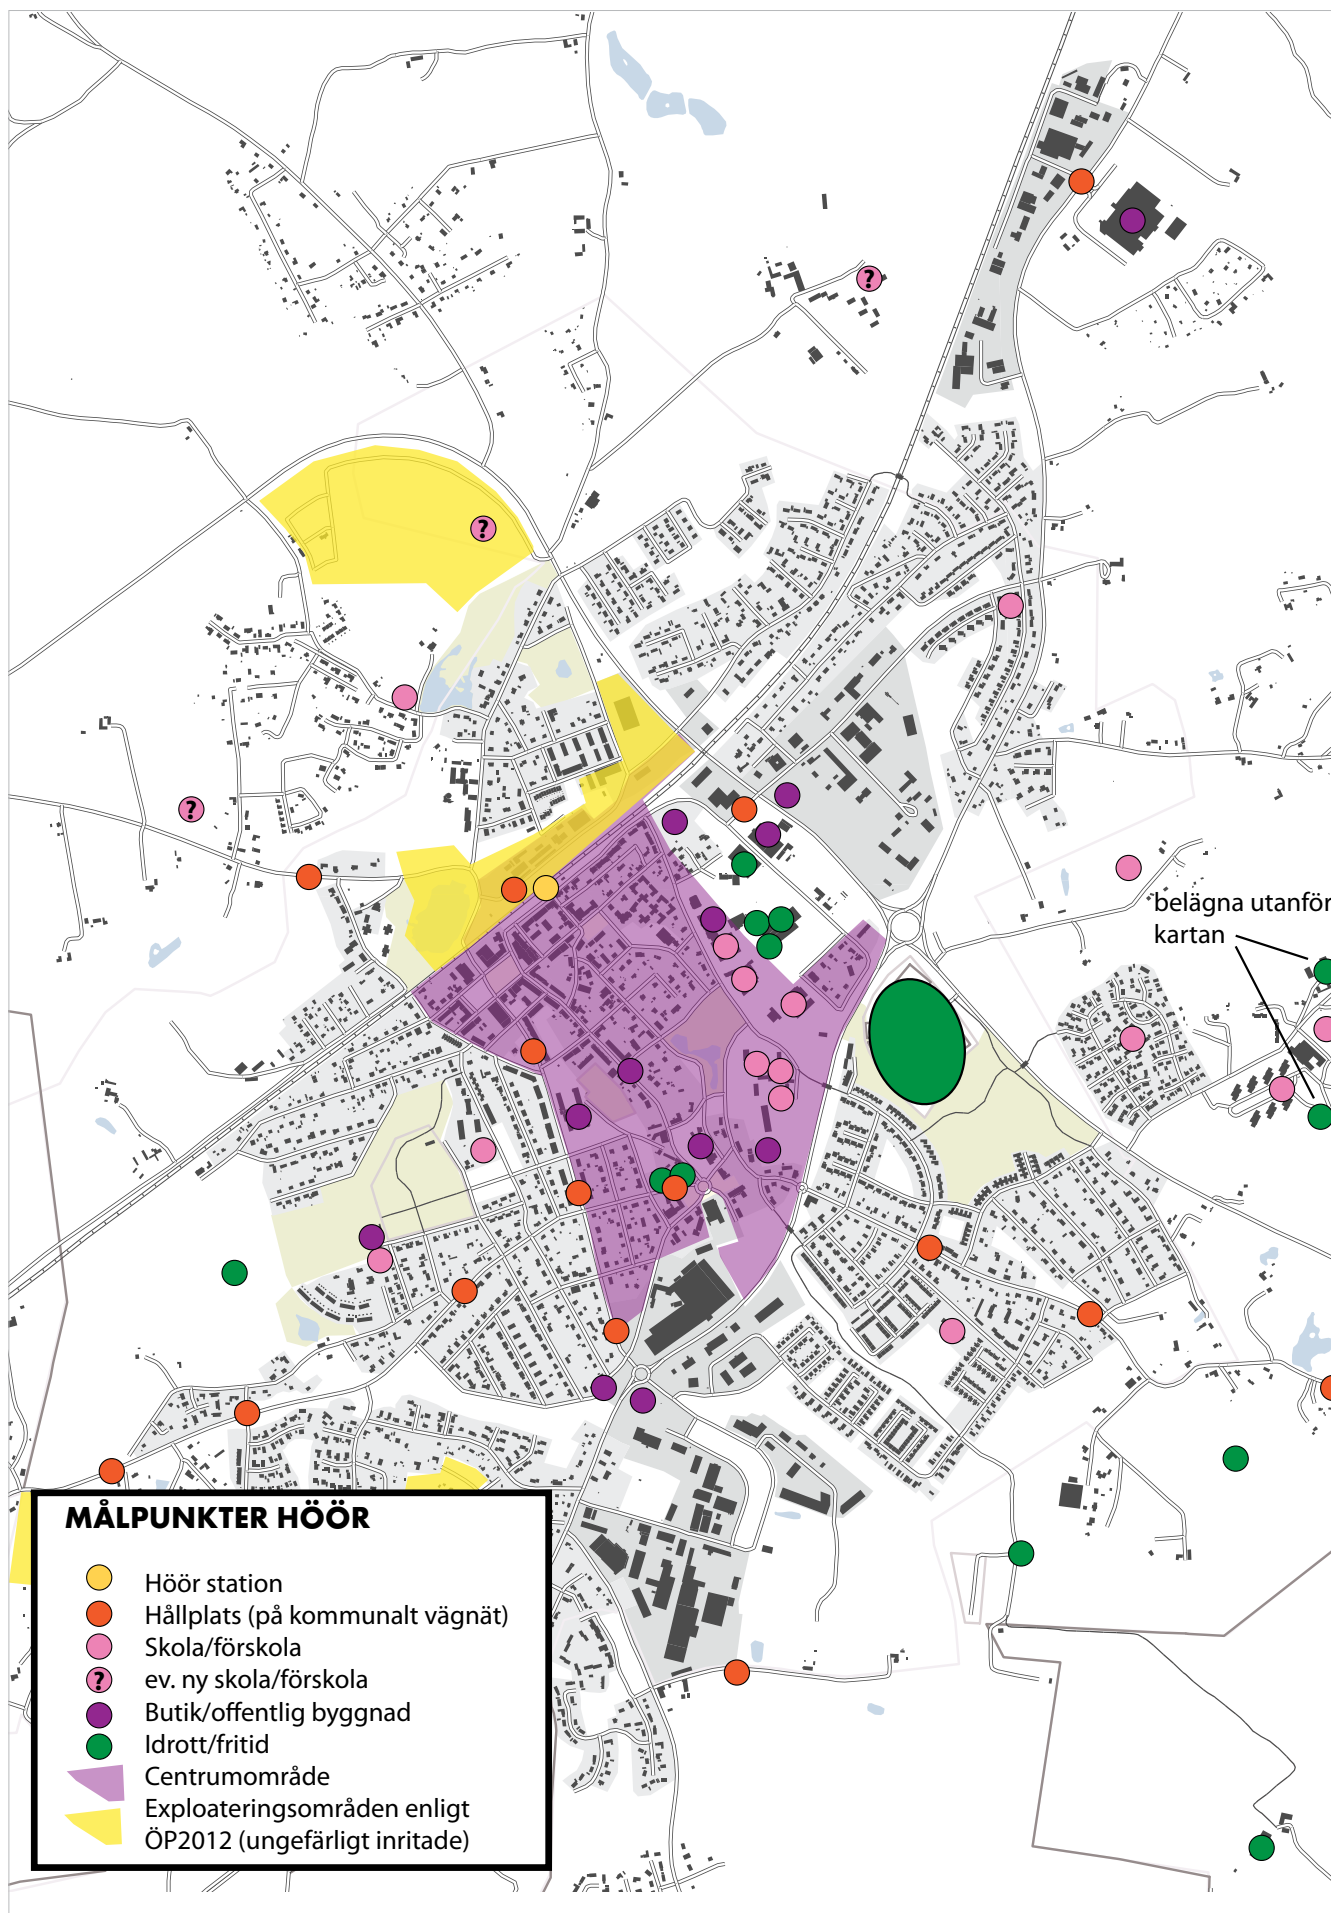 ?
?
?
belägna utanför
kartan
MÅLPUNKTER HÖÖR
Höör station
Hållplats (på kommunalt vägnät)
Skola/förskola
? ev. ny skola/förskola
Butik/offentlig byggnad
Idrott/fritid
Centrumområde
Exploateringsområden enligt
ÖP2012 (ungefärligt inritade)